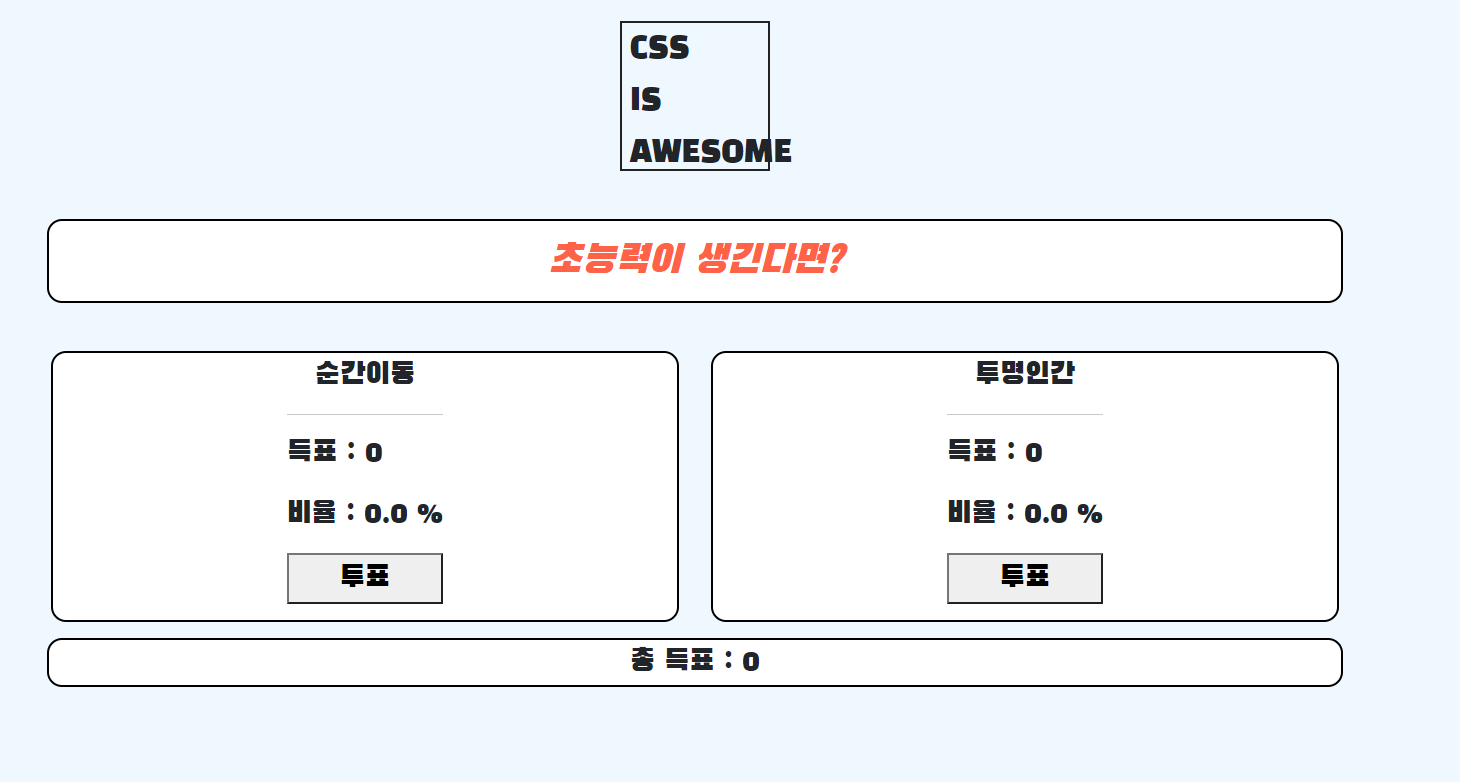 CSS
IS
AWESOME
초능력이 생긴다면?
순간이동
득표 : 0
비율 : 0.0 %
투표
투명인간
득표 : 0
비율 : 0.0 %
투표
총 득표 : 0